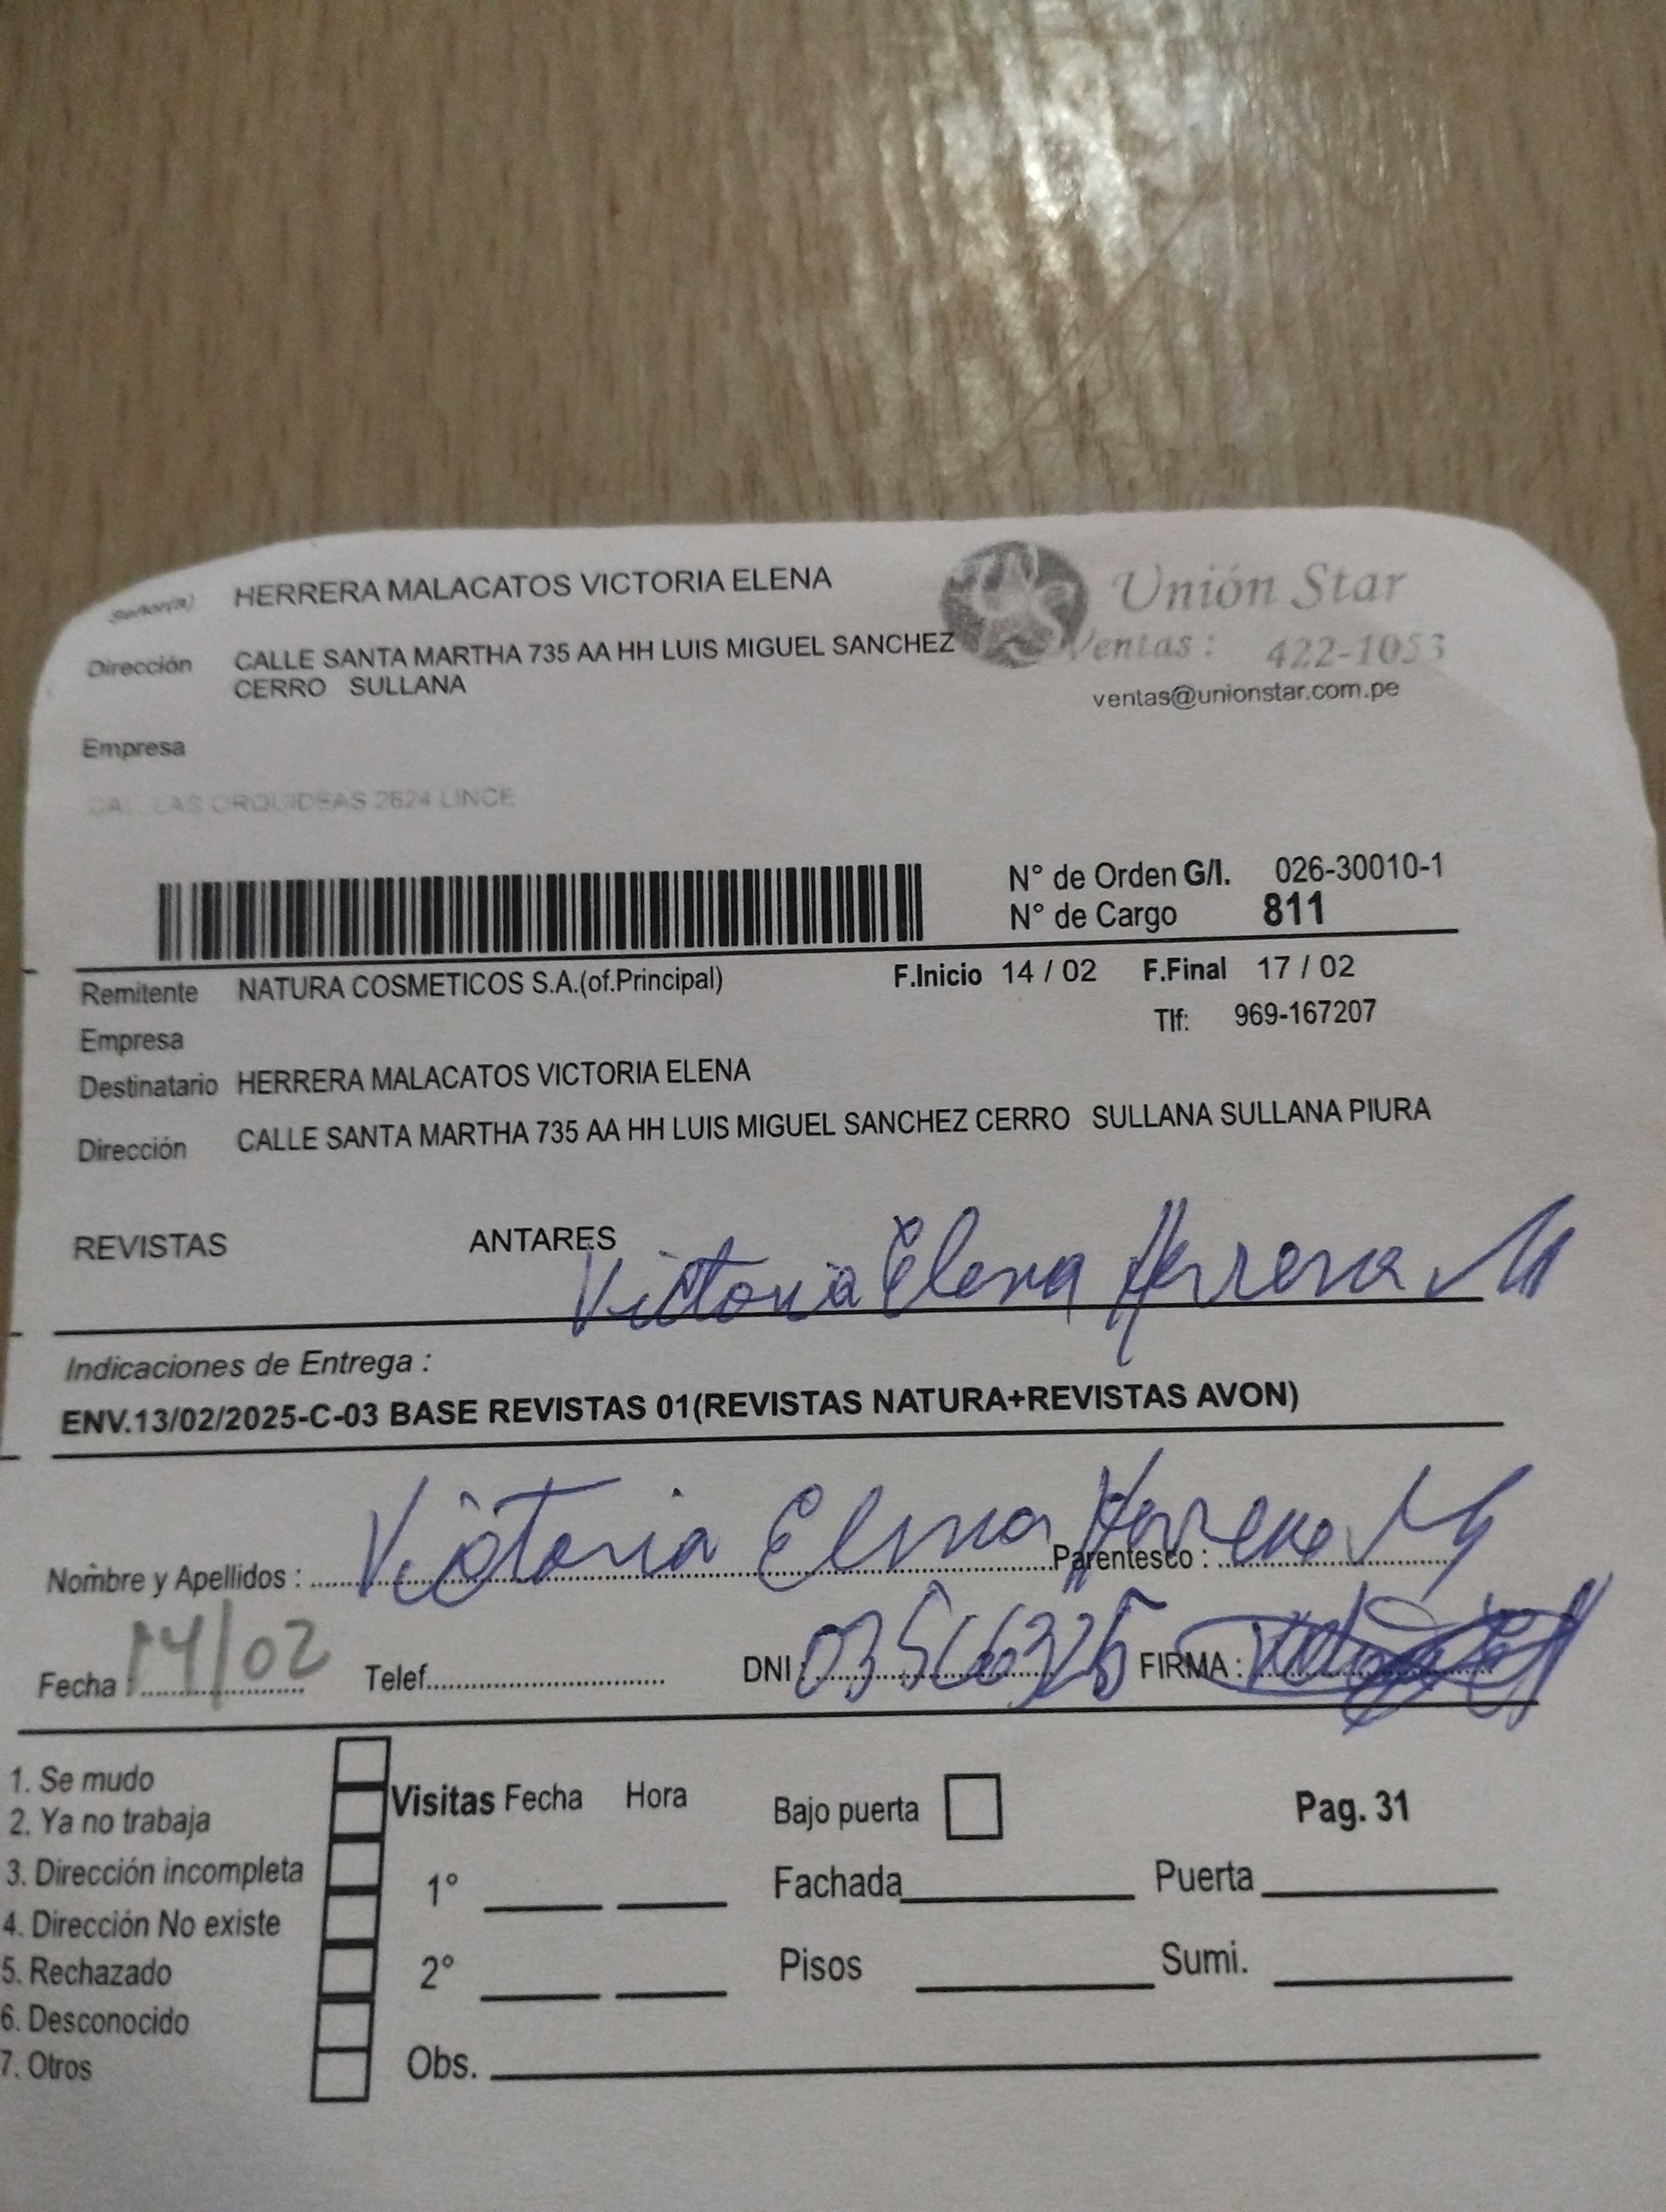 Señor(a) HERRERA MALACATOS VICTORIA ELENA
Unión Star
Dirección CALLE SANTA MARTHA 735 AA HH LUIS MIGUEL SANCHEZ
CERRO SULLANA
Ventas : 422-1053
ventas@unionstar.com.pe
Empresa
CAL. LAS ORQUIDEAS 2624 LINCE
N° de Orden G/I. 026-30010-1
N° de Cargo 811
Remitente NATURA COSMETICOS S.A.(of.Principal) F.Inicio 14 / 02 F.Final 17 / 02
Empresa Tlf: 969-167207
Destinatario HERRERA MALACATOS VICTORIA ELENA
Dirección CALLE SANTA MARTHA 735 AA HH LUIS MIGUEL SANCHEZ CERRO SULLANA SULLANA PIURA
REVISTAS ANTARES
Victoria Elena Herrera M
Indicaciones de Entrega :
ENV.13/02/2025-C-03 BASE REVISTAS 01(REVISTAS NATURA+REVISTAS AVON)
Nombre y Apellidos : Victoria Elena Herrera M Parentesco :
Fecha : 14/02 Telef. DNI FIRMA :
1. Se mudo
2. Ya no trabaja
3. Dirección incompleta
4. Dirección No existe
5. Rechazado
6. Desconocido
7. Otros
Visitas Fecha Hora
1°
2°
Obs.
Bajo puerta Pag. 31
Fachada Puerta
Pisos Sumi.